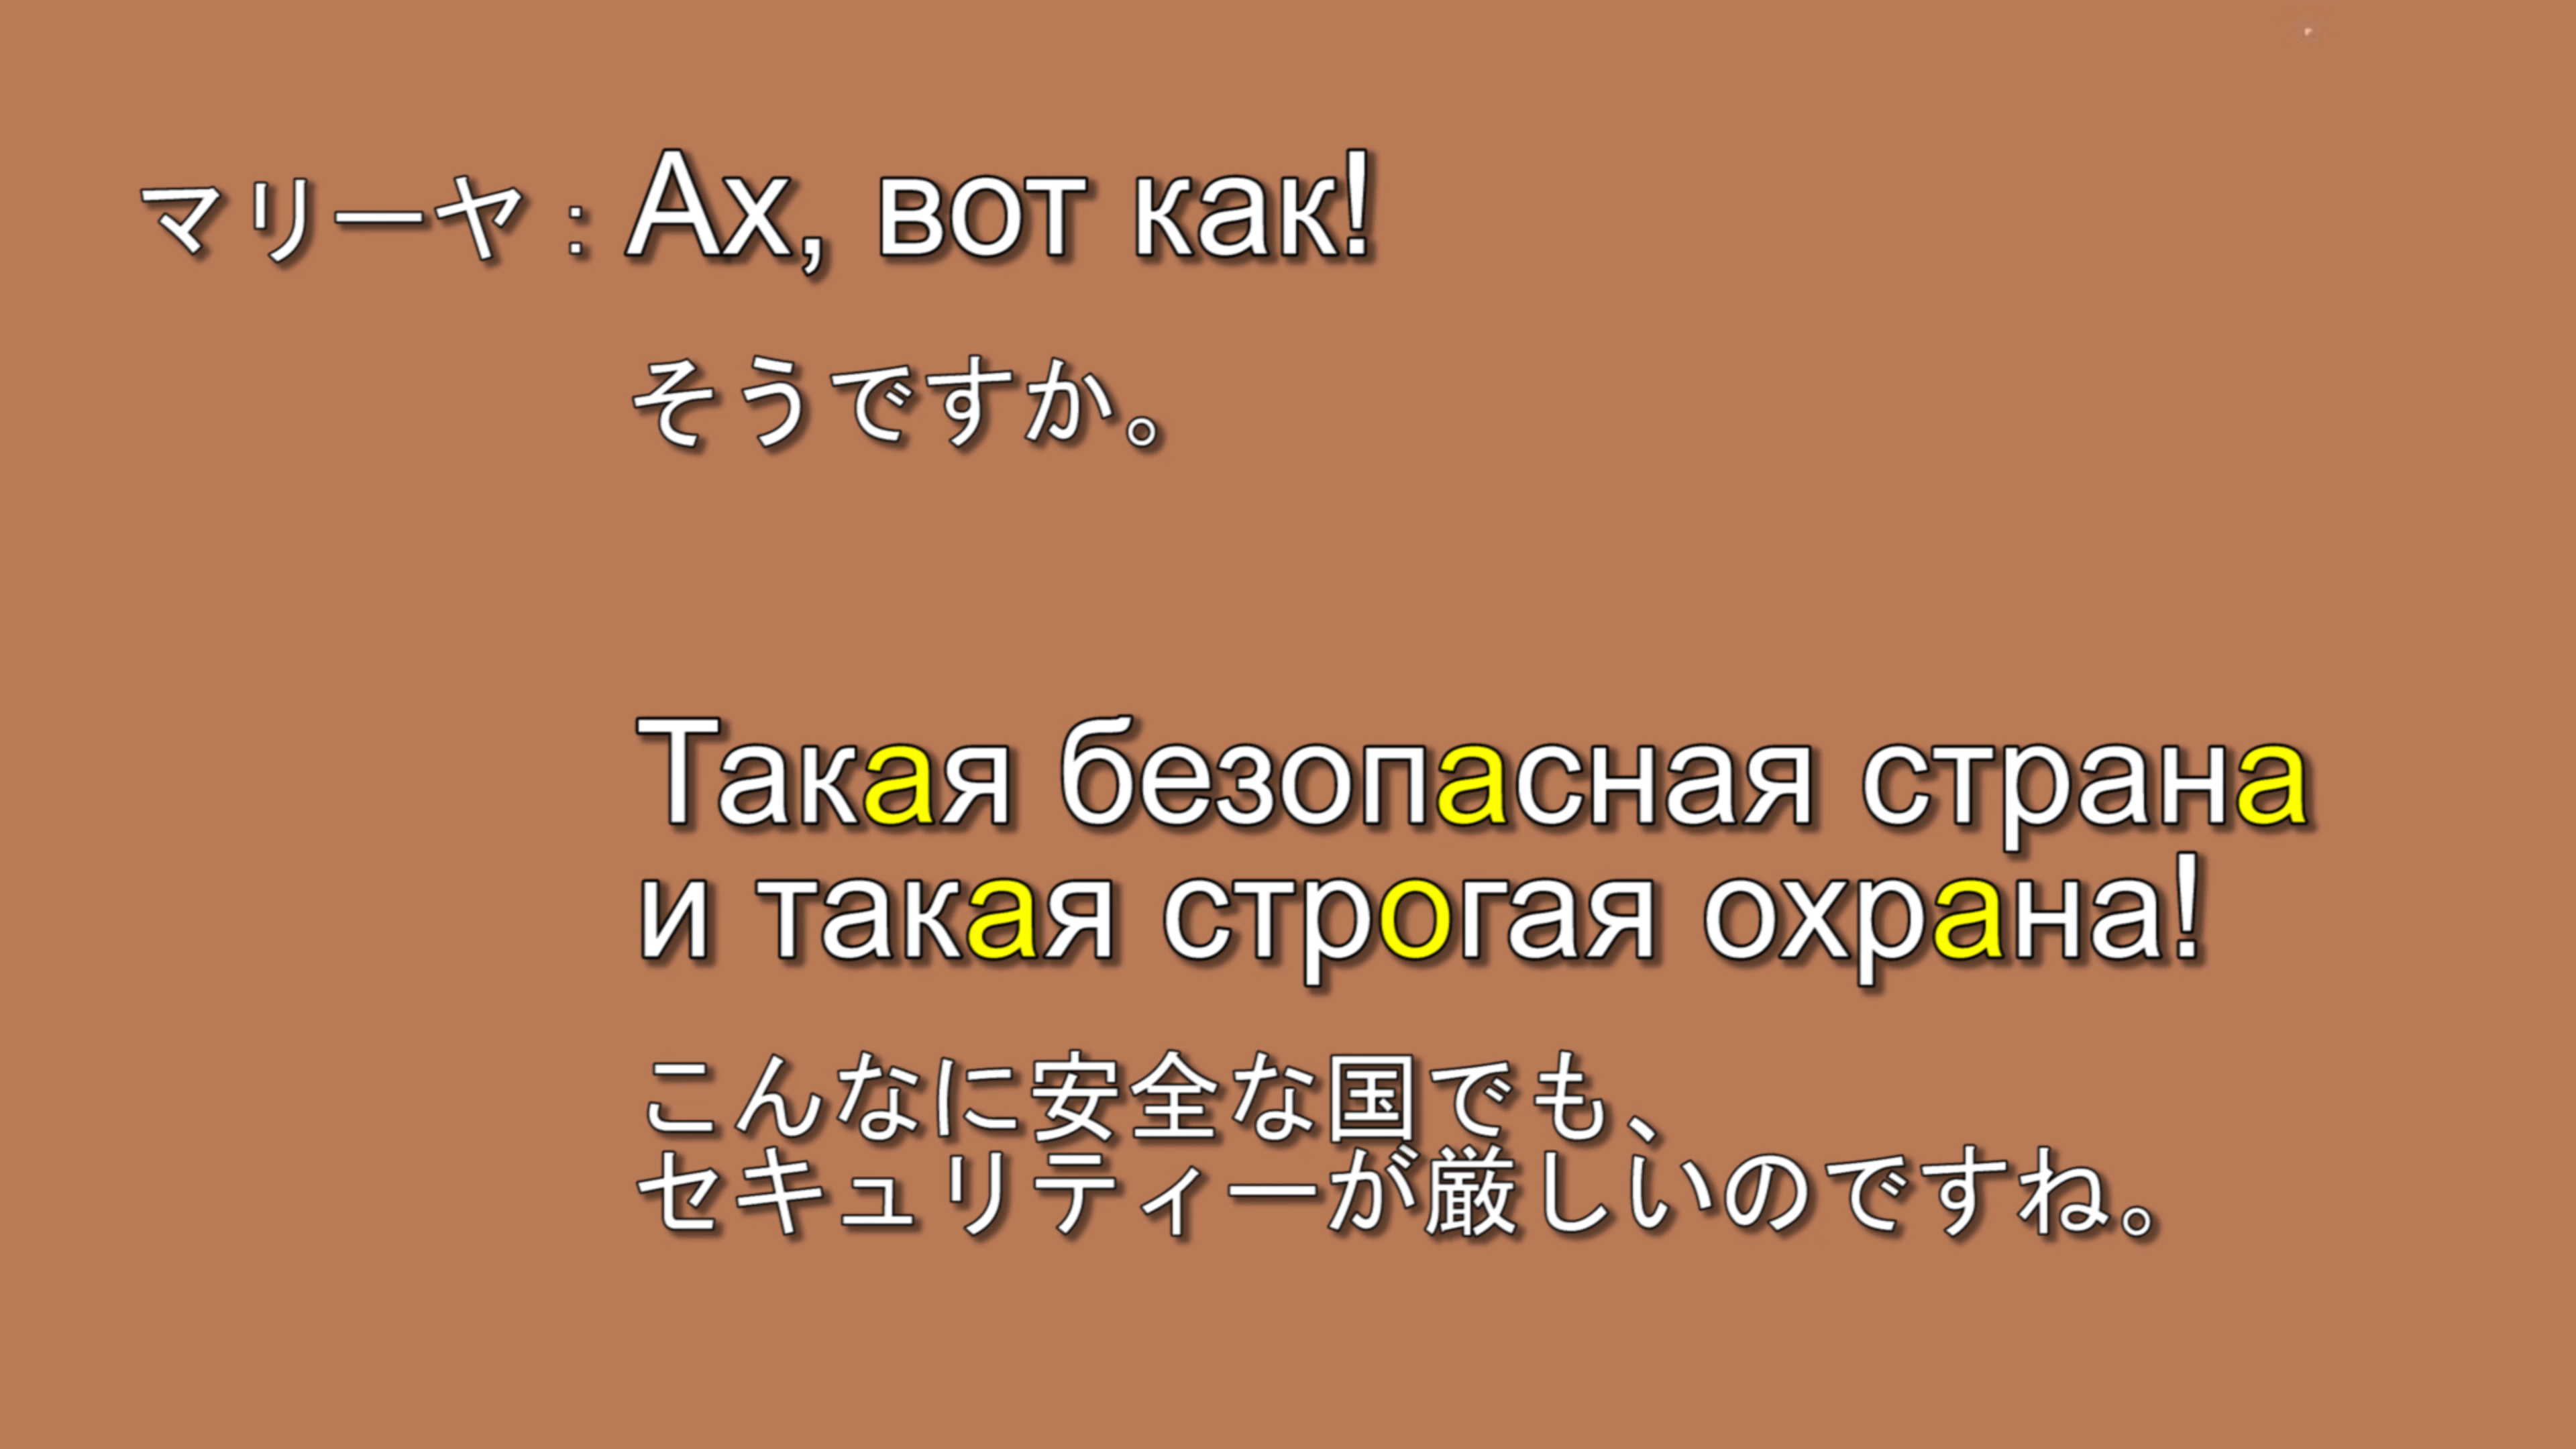 マリーヤ：Ах, вот как!
そうですか。
Такая безопасная страна
и такая строгая охрана!
こんなに安全な国でも、
セキュリティーが厳しいのですね。